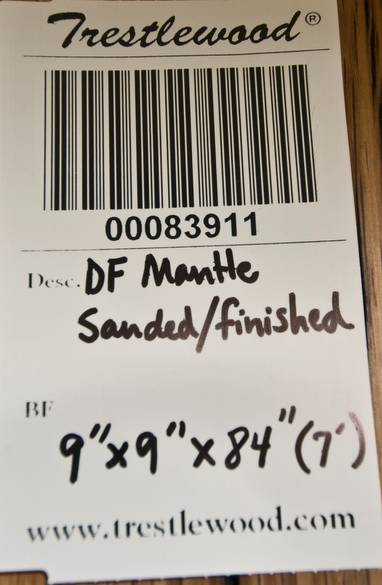 Trestlewood®
00083911
Desc. DF Mantle
Sanded/finished
BF
9"x9"x84"(7')
www.trestlewood.com